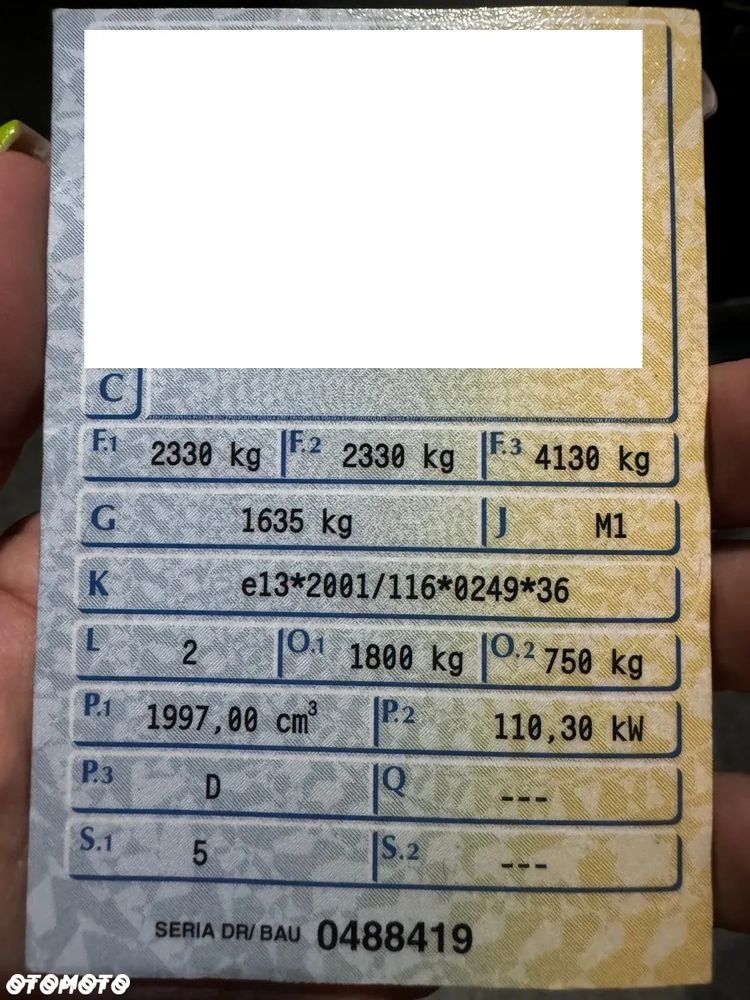 C
F.1 2330 kg F.2 2330 kg F.3 4130 kg
G 1635 kg J M1
K e13*2001/116*0249*36
L 2 O.1 1800 kg O.2 750 kg
P.1 1997,00 cm³ P.2 110,30 kW
P.3 D Q ---
S.1 5 S.2 ---
SERIA DR/ BAU 0488419
OTOMOTO